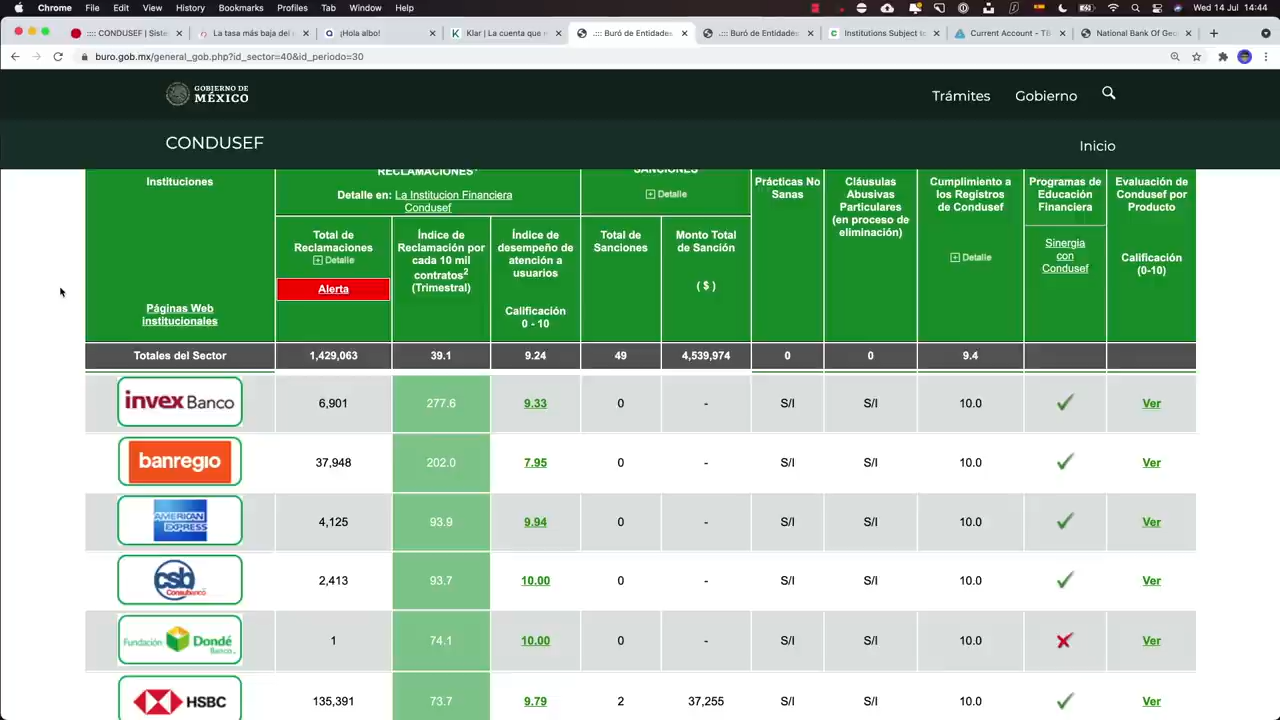 Chrome File Edit View History Bookmarks Profiles Tab Window Help Wed 14 Jul 14:44
:::: CONDUSEF | Siste
La tasa más baja del
¡Hola albo!
Klar | La cuenta que
.::: Buró de Entidades
.::: Buró de Entidades
Institutions Subject to
Current Account - TB
National Bank Of Geo
buro.gob.mx/general_gob.php?id_sector=40&id_periodo=30
GOBIERNO DE
MÉXICO
Trámites Gobierno
CONDUSEF
Inicio
Instituciones
Páginas Web
institucionales
RECLAMACIONES
Detalle en: La Institucion Financiera
Condusef
Total de
Reclamaciones
Detalle
Alerta
Índice de
Reclamación por
cada 10 mil
contratos2
(Trimestral)
Índice de
desempeño de
atención a
usuarios
Calificación
0 - 10
SANCIONES
Detalle
Total de
Sanciones
Monto Total
de Sanción
( $ )
Prácticas No
Sanas
Cláusulas
Abusivas
Particulares
(en proceso de
eliminación)
Cumplimiento a
los Registros
de Condusef
Detalle
Programas de
Educación
Financiera
Sinergia
con
Condusef
Evaluación de
Condusef por
Producto
Calificación
(0-10)
Totales del Sector 1,429,063 39.1 9.24 49 4,539,974 0 0 9.4
invex Banco 6,901 277.6 9.33 0 - S/I S/I 10.0 Ver
banregio 37,948 202.0 7.95 0 - S/I S/I 10.0 Ver
AMERICAN
EXPRESS
4,125 93.9 9.94 0 - S/I S/I 10.0 Ver
csb
Consubanco
2,413 93.7 10.00 0 - S/I S/I 10.0 Ver
Fundación Dondé
Banco
1 74.1 10.00 0 - S/I S/I 10.0 Ver
HSBC 135,391 73.7 9.79 2 37,255 S/I S/I 10.0 Ver